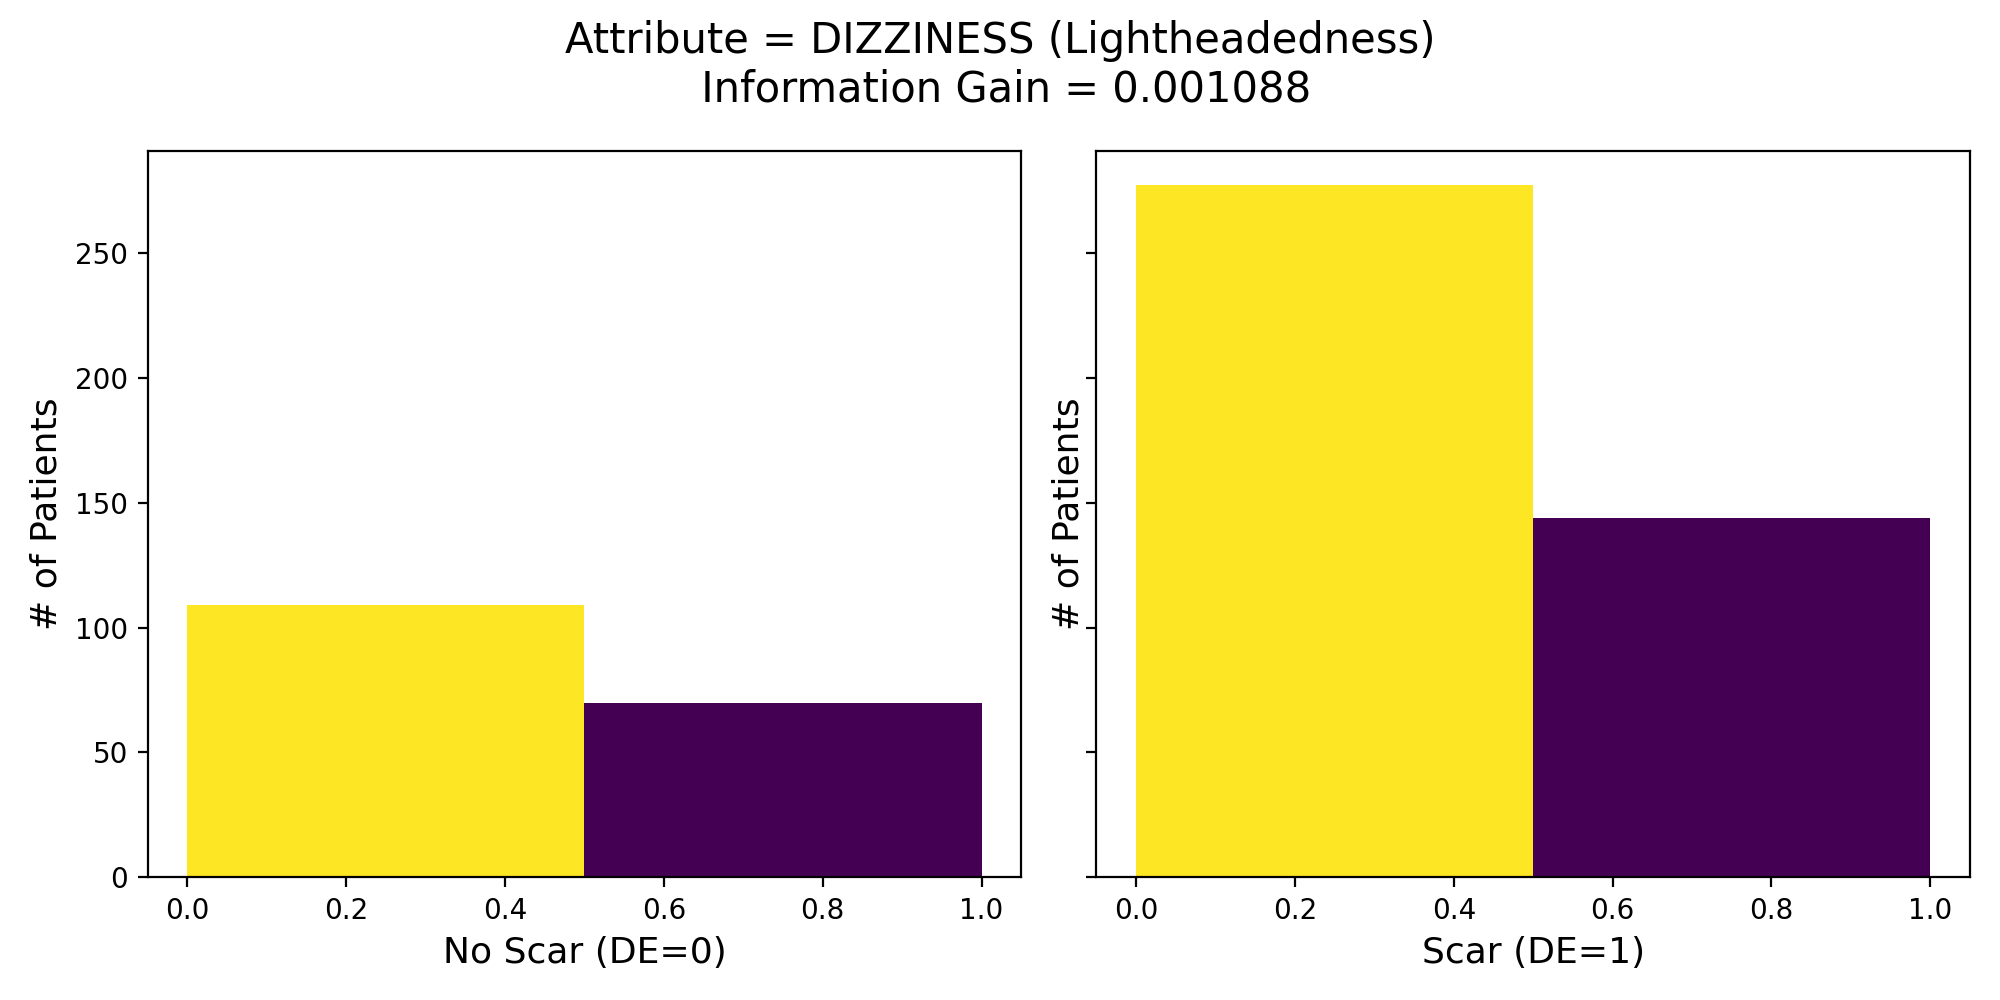 Attribute = DIZZINESS (Lightheadedness)
Information Gain = 0.001088
# of Patients
250
200
150
100
50
0
0.0 0.2 0.4 0.6 0.8 1.0
No Scar (DE=0)
# of Patients
0.0 0.2 0.4 0.6 0.8 1.0
Scar (DE=1)